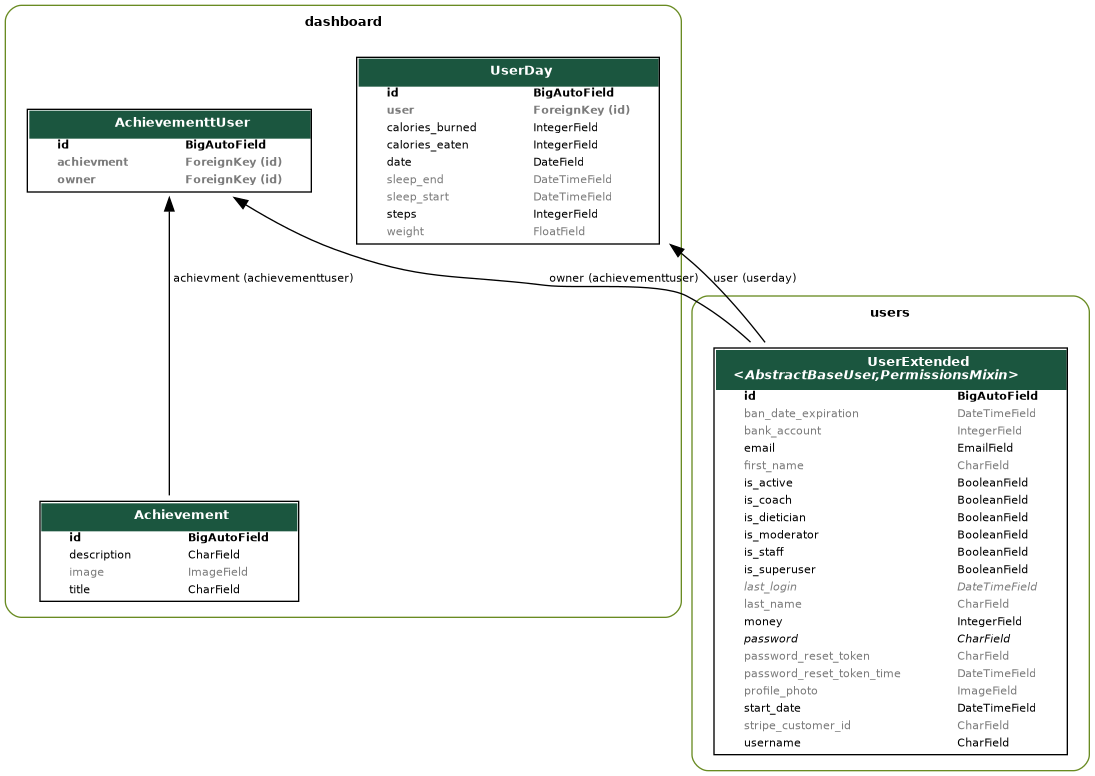 dashboard
UserDay
id BigAutoField
user ForeignKey (id)
calories_burned IntegerField
calories_eaten IntegerField
date DateField
sleep_end DateTimeField
sleep_start DateTimeField
steps IntegerField
weight FloatField
AchievementtUser
id BigAutoField
achievment ForeignKey (id)
owner ForeignKey (id)
achievment (achievementtuser)
owner (achievementtuser)
user (userday)
Achievement
id BigAutoField
description CharField
image ImageField
title CharField
users
UserExtended
<AbstractBaseUser,PermissionsMixin>
id BigAutoField
ban_date_expiration DateTimeField
bank_account IntegerField
email EmailField
first_name CharField
is_active BooleanField
is_coach BooleanField
is_dietician BooleanField
is_moderator BooleanField
is_staff BooleanField
is_superuser BooleanField
last_login DateTimeField
last_name CharField
money IntegerField
password CharField
password_reset_token CharField
password_reset_token_time DateTimeField
profile_photo ImageField
start_date DateTimeField
stripe_customer_id CharField
username CharField